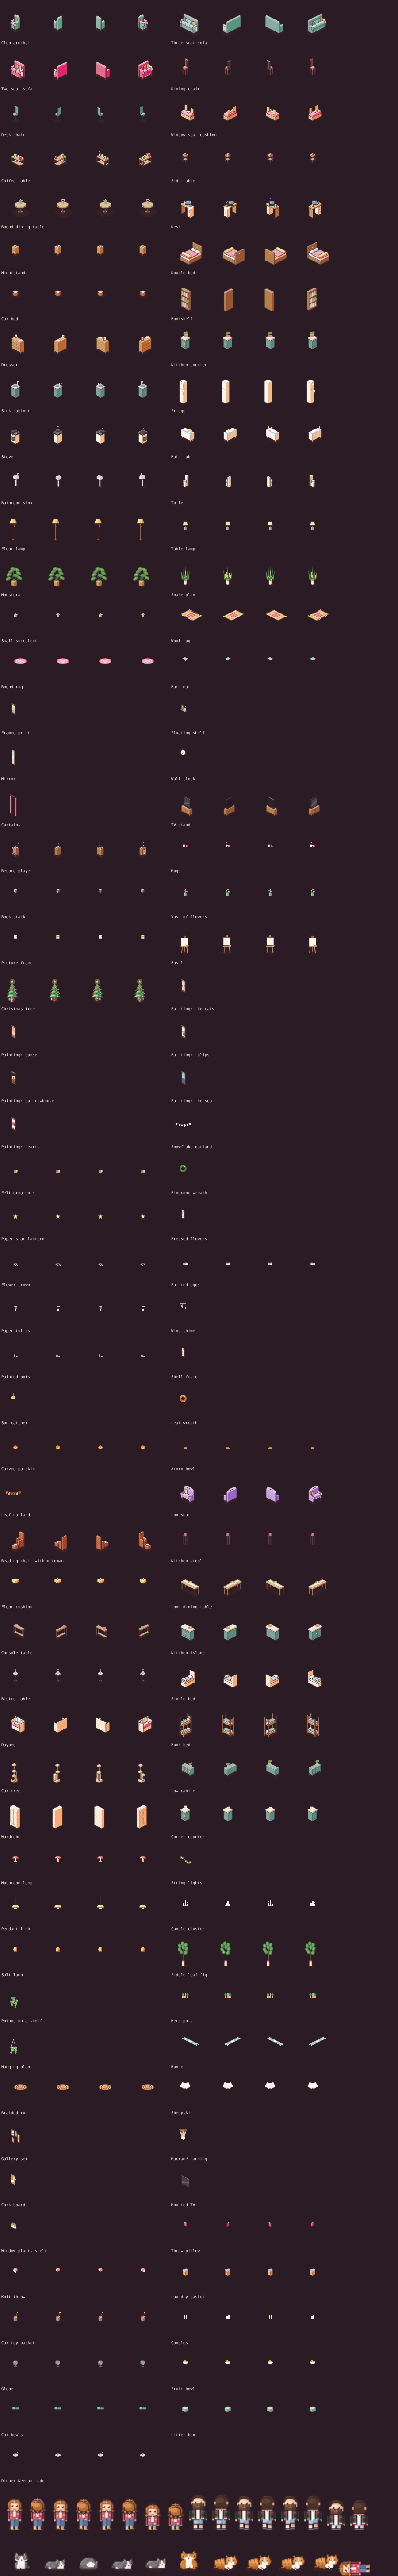 Club armchair
Three-seat sofa
Two-seat sofa
Dining chair
Desk chair
Window seat cushion
Coffee table
Side table
Round dining table
Desk
Nightstand
Double bed
Cat bed
Bookshelf
Dresser
Kitchen counter
Sink cabinet
Fridge
Stove
Bath tub
Bathroom sink
Toilet
Floor lamp
Table lamp
Monstera
Snake plant
Small succulent
Wool rug
Round rug
Bath mat
Framed print
Floating shelf
Mirror
Wall clock
Curtains
TV stand
Record player
Mugs
Book stack
Vase of flowers
Picture frame
Easel
Christmas tree
Painting: the cats
Painting: sunset
Painting: tulips
Painting: our rowhouse
Painting: the sea
Painting: hearts
Snowflake garland
Felt ornaments
Pinecone wreath
Paper star lantern
Pressed flowers
Flower crown
Painted eggs
Paper tulips
Wind chime
Painted pots
Shell frame
Sun catcher
Leaf wreath
Carved pumpkin
Acorn bowl
Leaf garland
Loveseat
Reading chair with ottoman
Kitchen stool
Floor cushion
Long dining table
Console table
Kitchen island
Bistro table
Single bed
Daybed
Bunk bed
Cat tree
Low cabinet
Wardrobe
Corner counter
Mushroom lamp
String lights
Pendant light
Candle cluster
Salt lamp
Fiddle leaf fig
Pothos on a shelf
Herb pots
Hanging plant
Runner
Braided rug
Sheepskin
Gallery set
Macramé hanging
Cork board
Mounted TV
Window plants shelf
Throw pillow
Knit throw
Laundry basket
Cat toy basket
Candles
Globe
Fruit bowl
Cat bowls
Litter box
Dinner Keegan made